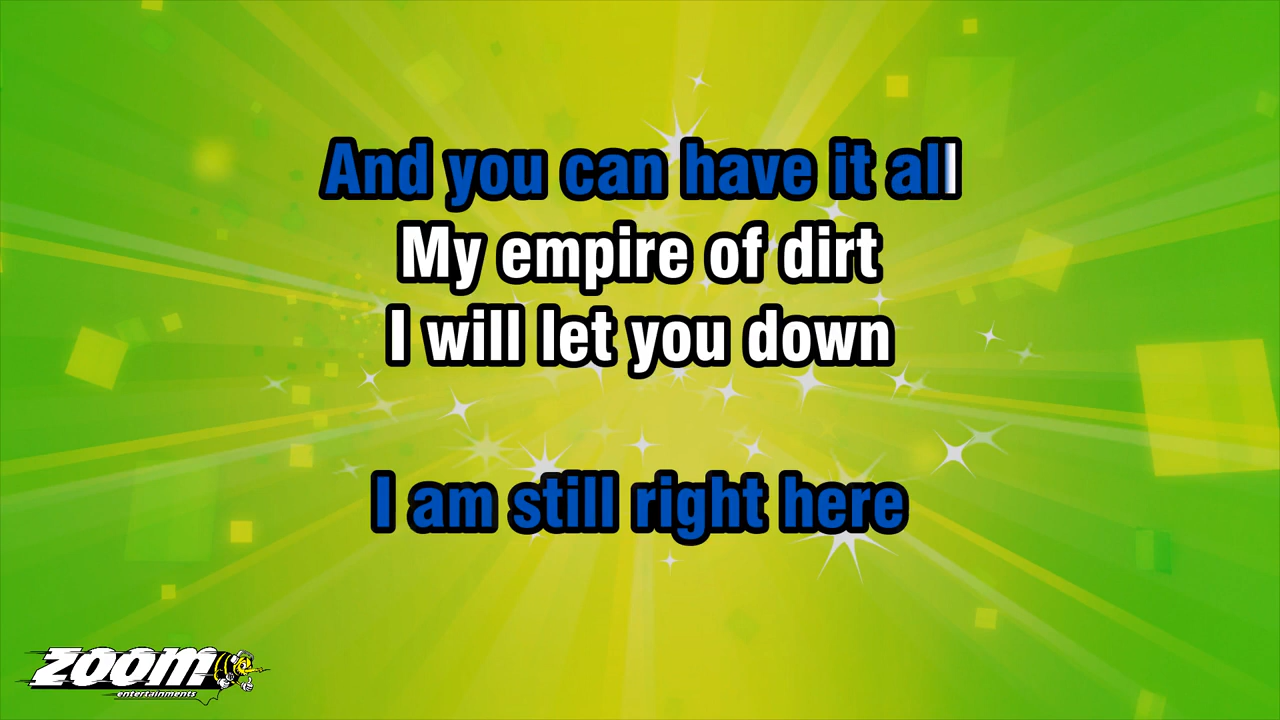 And you can have it all
My empire of dirt
I will let you down
I am still right here
ZOOM
entertainments